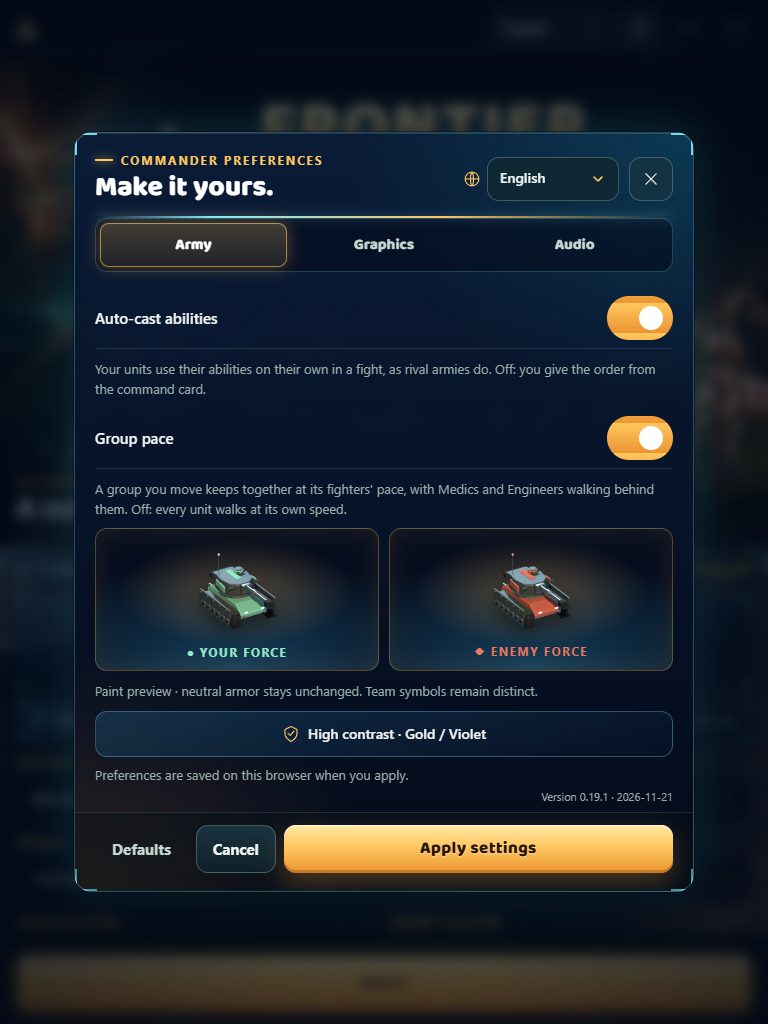 FRONTIER
COMMANDER PREFERENCES
Make it yours.
English
Army
Graphics
Audio
Auto-cast abilities
Your units use their abilities on their own in a fight, as rival armies do. Off: you give the order from
the command card.
Group pace
A group you move keeps together at its fighters' pace, with Medics and Engineers walking behind
them. Off: every unit walks at its own speed.
● YOUR FORCE
◆ ENEMY FORCE
Paint preview · neutral armor stays unchanged. Team symbols remain distinct.
High contrast · Gold / Violet
Preferences are saved on this browser when you apply.
Version 0.19.1 · 2026-11-21
Defaults
Cancel
Apply settings